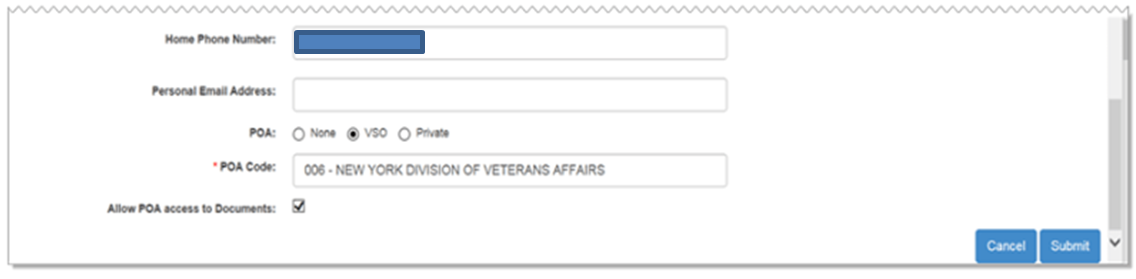 Home Phone Number:
Personal Email Address:
POA: None VSO Private
* POA Code: 006 - NEW YORK DIVISION OF VETERANS AFFAIRS
Allow POA access to Documents:
Cancel Submit